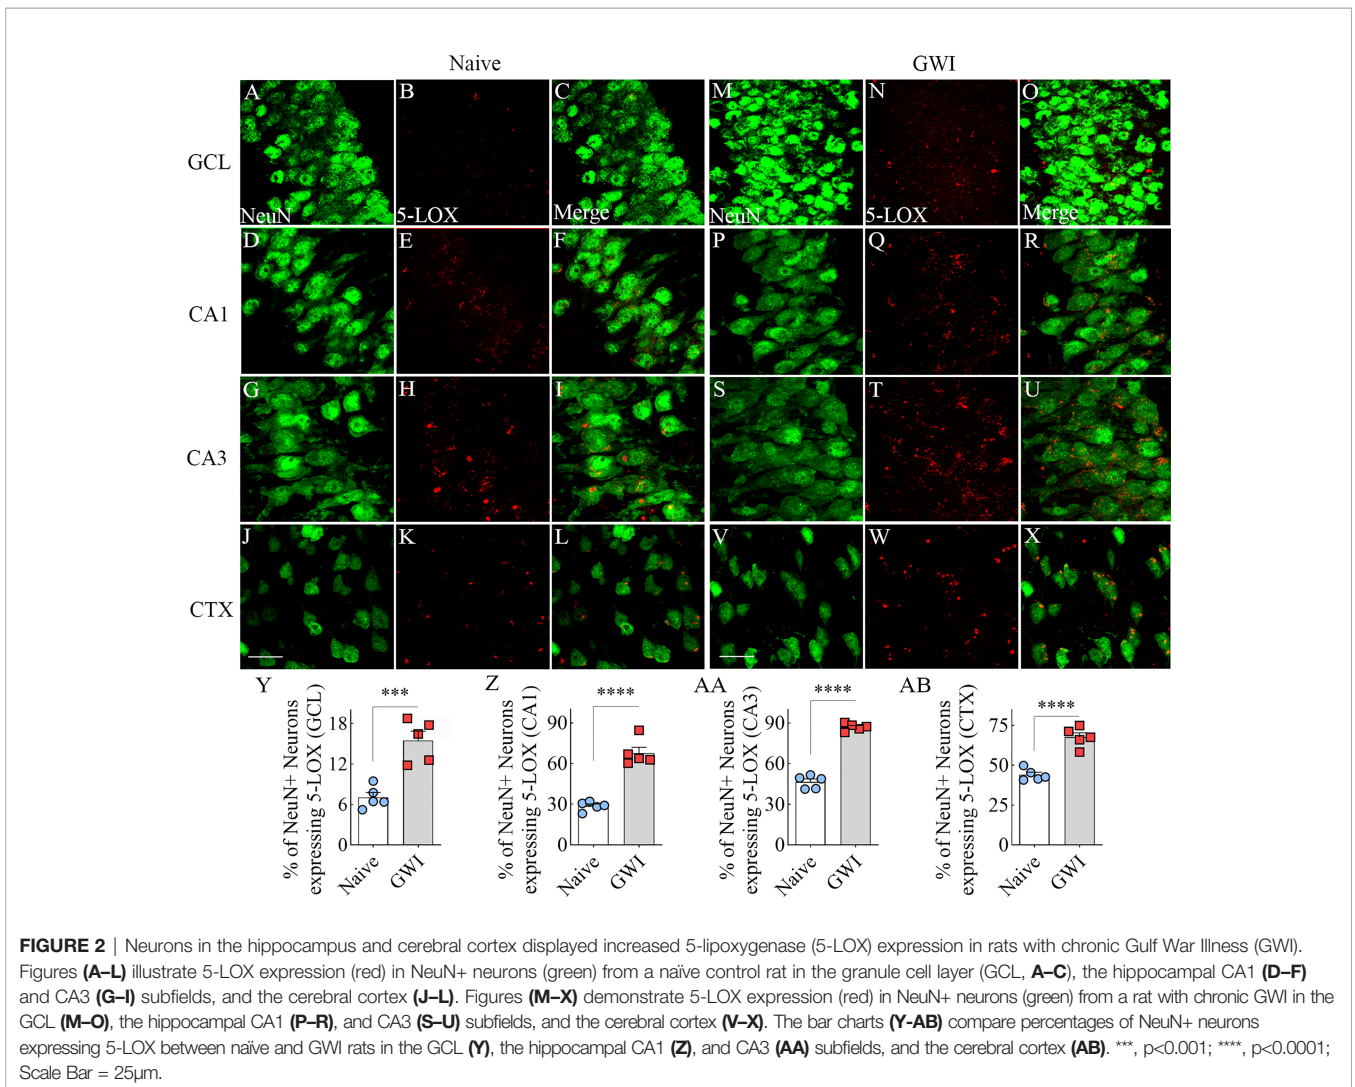 Naive GWI
A B C M N O
GCL
NeuN 5-LOX Merge NeuN 5-LOX Merge
D E F P Q R
CA1
G H I S T U
CA3
J K L V W X
CTX
Y Z AA AB
% of NeuN+ Neurons
expressing 5-LOX (GCL)
***
18
12
6
0
Naive GWI
% of NeuN+ Neurons
expressing 5-LOX (CA1)
****
90
60
30
0
Naive GWI
% of NeuN+ Neurons
expressing 5-LOX (CA3)
****
90
60
30
0
Naive GWI
% of NeuN+ Neurons
expressing 5-LOX (CTX)
****
75
50
25
0
Naive GWI
FIGURE 2 | Neurons in the hippocampus and cerebral cortex displayed increased 5-lipoxygenase (5-LOX) expression in rats with chronic Gulf War Illness (GWI).
Figures (A–L) illustrate 5-LOX expression (red) in NeuN+ neurons (green) from a naïve control rat in the granule cell layer (GCL, A–C), the hippocampal CA1 (D–F)
and CA3 (G–I) subfields, and the cerebral cortex (J–L). Figures (M–X) demonstrate 5-LOX expression (red) in NeuN+ neurons (green) from a rat with chronic GWI in the
GCL (M–O), the hippocampal CA1 (P–R), and CA3 (S–U) subfields, and the cerebral cortex (V–X). The bar charts (Y-AB) compare percentages of NeuN+ neurons
expressing 5-LOX between naïve and GWI rats in the GCL (Y), the hippocampal CA1 (Z), and CA3 (AA) subfields, and the cerebral cortex (AB). ***, p<0.001; ****, p<0.0001;
Scale Bar = 25µm.